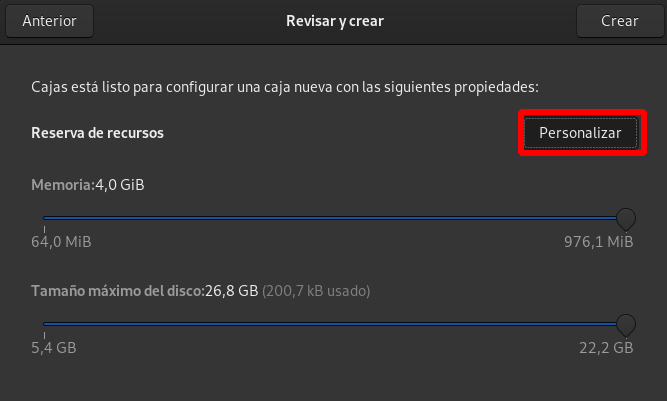 Anterior Revisar y crear Crear
Cajas está listo para configurar una caja nueva con las siguientes propiedades:
Reserva de recursos Personalizar
Memoria:4,0 GiB
64,0 MiB 976,1 MiB
Tamaño máximo del disco:26,8 GB (200,7 kB usado)
5,4 GB 22,2 GB